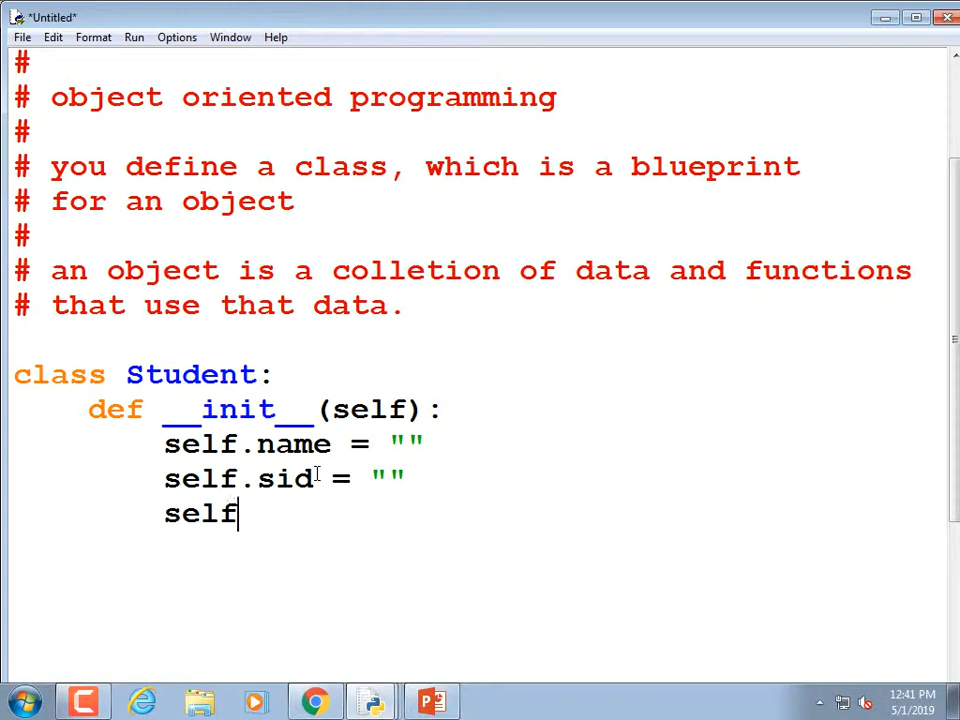 *Untitled*
File Edit Format Run Options Window Help
#
# object oriented programming
#
# you define a class, which is a blueprint
# for an object
#
# an object is a colletion of data and functions
# that use that data.
class Student:
def __init__(self):
self.name = ""
self.sid = ""
self
12:41 PM
5/1/2019